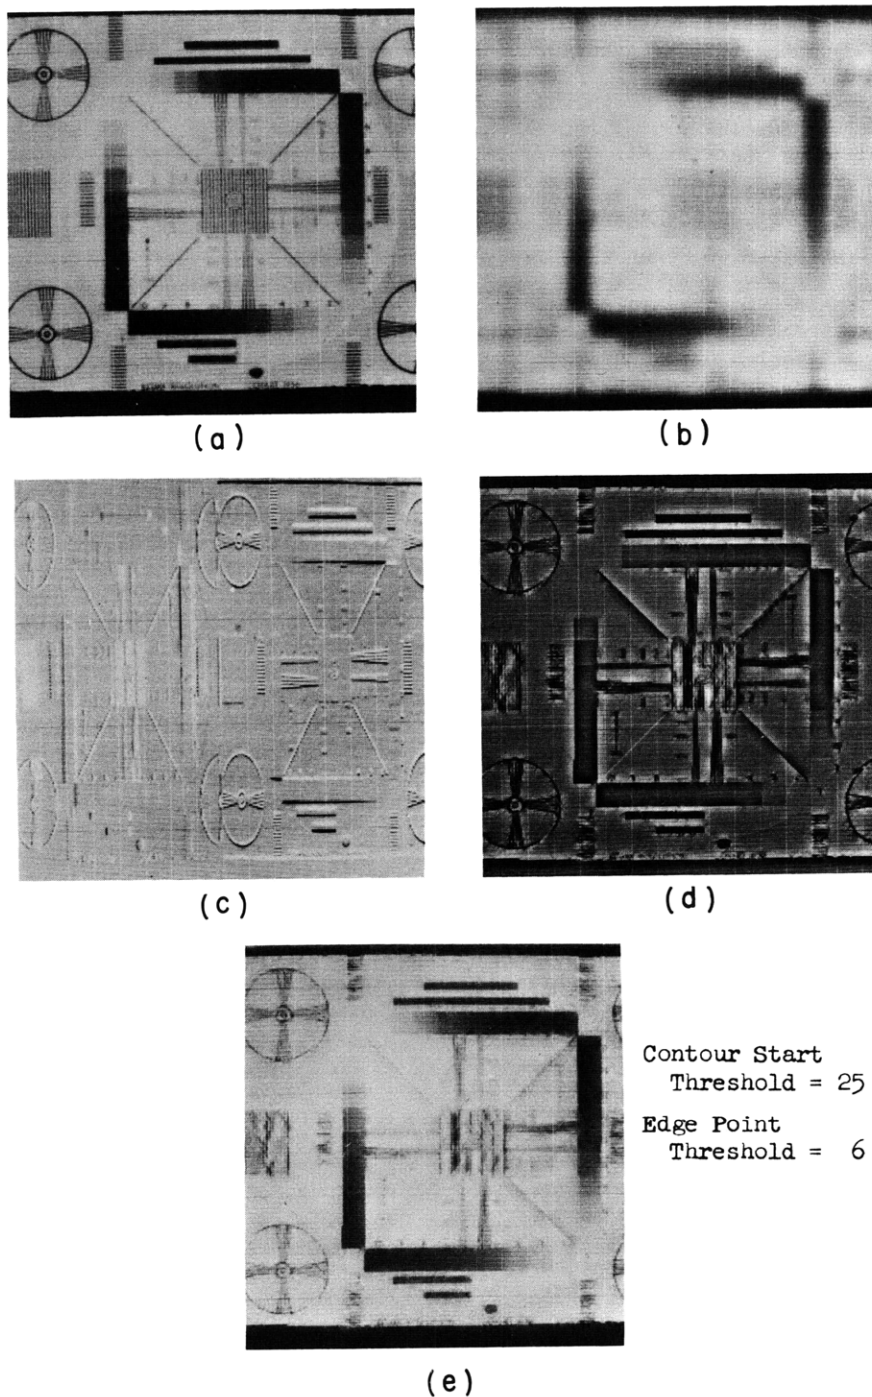 (a)
(b)
(c)
(d)
Contour Start
Threshold = 25
Edge Point
Threshold = 6
(e)